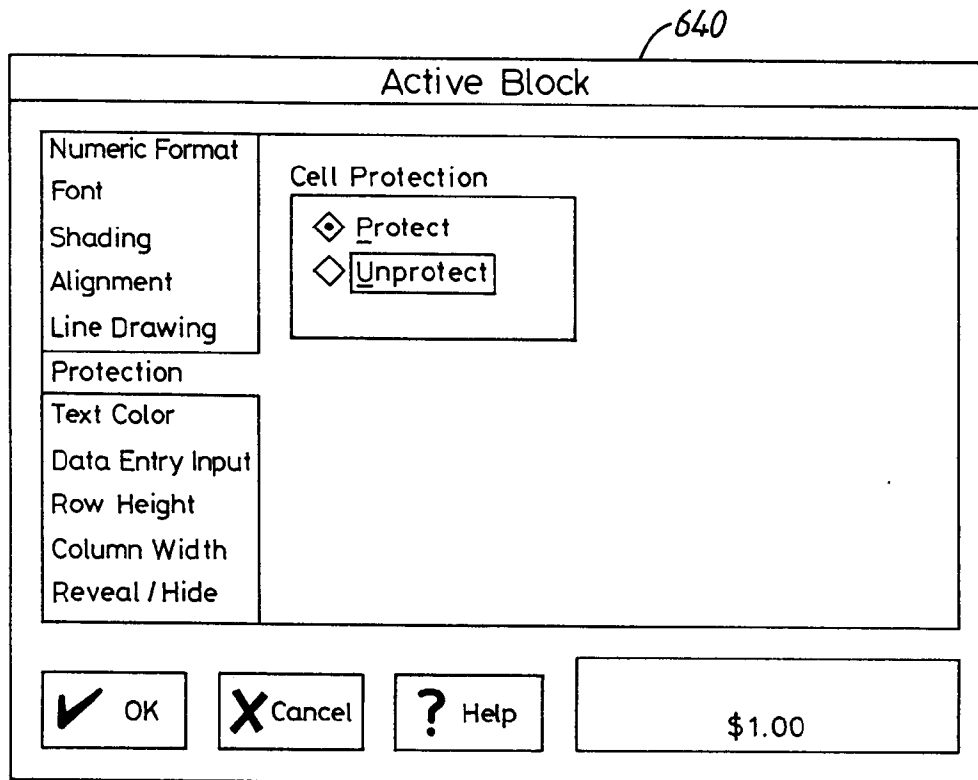 640
Active Block
Numeric Format
Font
Shading
Alignment
Line Drawing
Protection
Text Color
Data Entry Input
Row Height
Column Width
Reveal / Hide
Cell Protection
Protect
Unprotect
OK
Cancel
? Help
$1.00